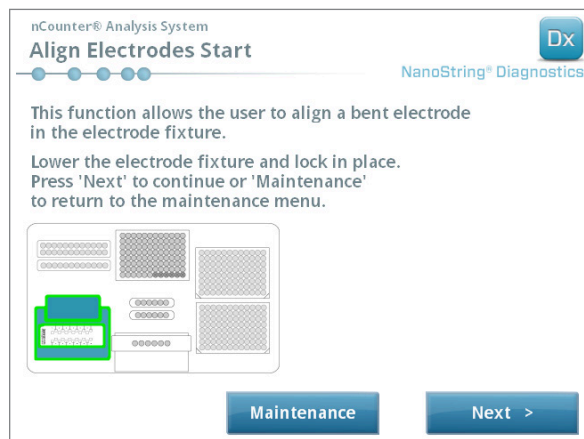 nCounter® Analysis System
Align Electrodes Start
Dx
NanoString® Diagnostics
This function allows the user to align a bent electrode
in the electrode fixture.
Lower the electrode fixture and lock in place.
Press 'Next' to continue or 'Maintenance'
to return to the maintenance menu.
Maintenance
Next >